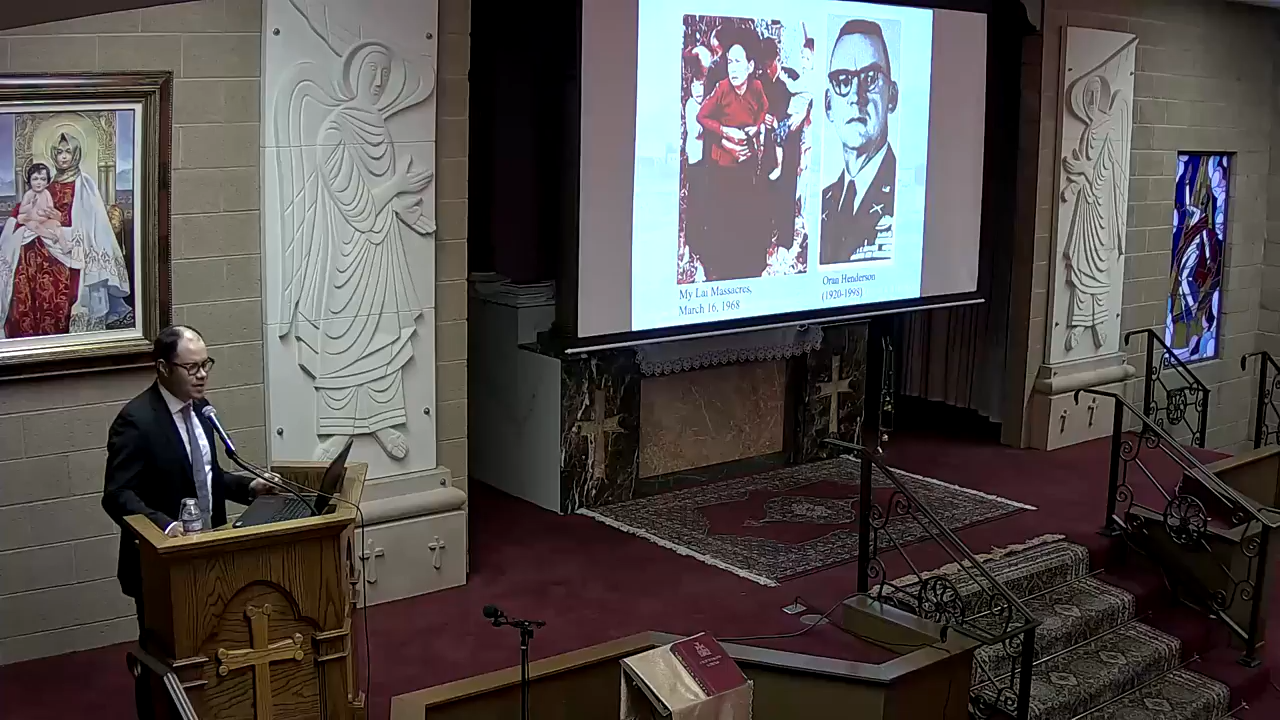 My Lai Massacres,
March 16, 1968
Oran Henderson
(1920-1998)